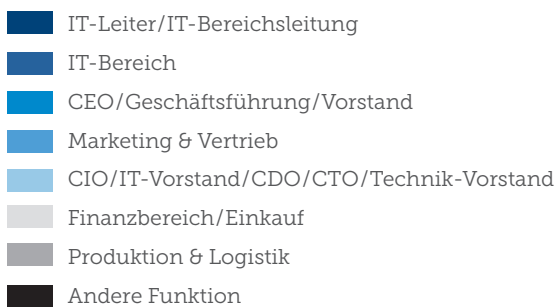 IT-Leiter/IT-Bereichsleitung
IT-Bereich
CEO/Geschäftsführung/Vorstand
Marketing & Vertrieb
CIO/IT-Vorstand/CDO/CTO/Technik-Vorstand
Finanzbereich/Einkauf
Produktion & Logistik
Andere Funktion